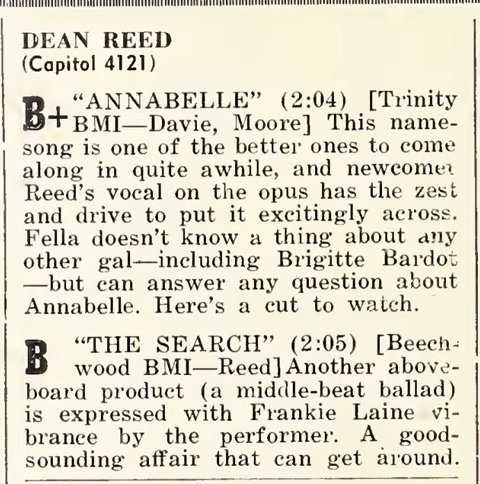 DEAN REED
(Capitol 4121)
B+ "ANNABELLE" (2:04) [Trinity
BMI—Davie, Moore] This name-
song is one of the better ones to come
along in quite awhile, and newcomer
Reed's vocal on the opus has the zest
and drive to put it excitingly across.
Fella doesn't know a thing about any
other gal—including Brigitte Bardot
—but can answer any question about
Annabelle. Here's a cut to watch.
B "THE SEARCH" (2:05) [Beech-
wood BMI—Reed] Another above-
board product (a middle-beat ballad)
is expressed with Frankie Laine vi-
brance by the performer. A good-
sounding affair that can get around.